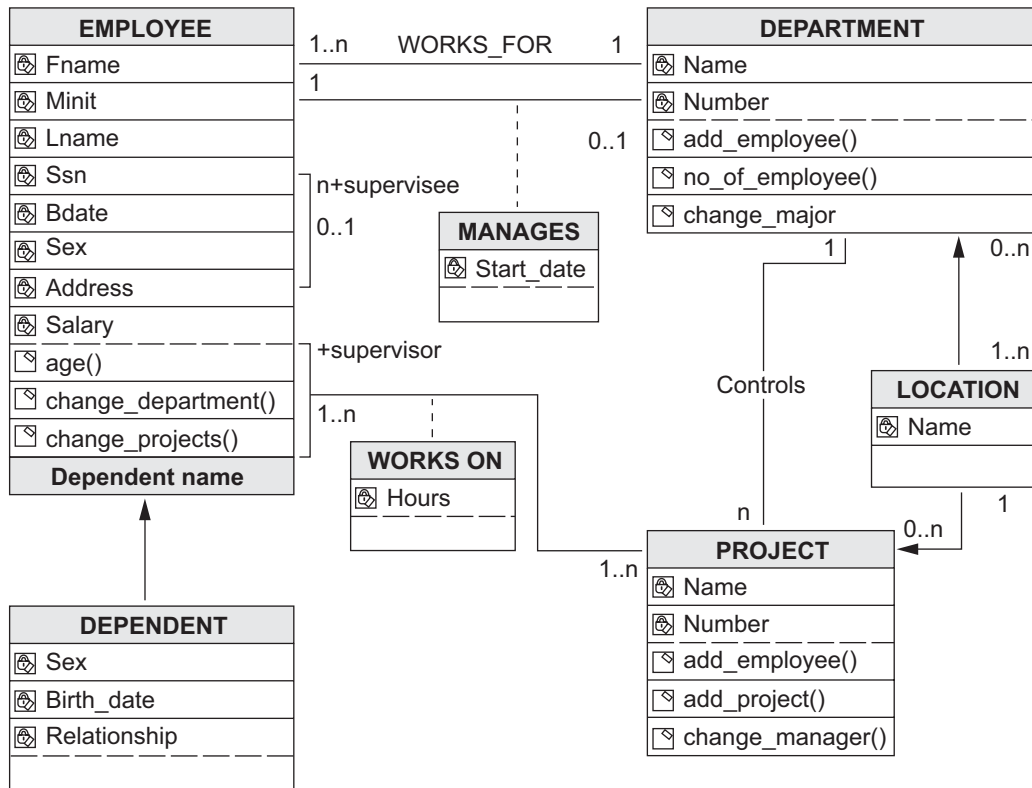 EMPLOYEE
Fname
Minit
Lname
Ssn
Bdate
Sex
Address
Salary
age()
change_department()
change_projects()
Dependent name
1..n WORKS_FOR 1
1
0..1
n+supervisee
0..1
MANAGES
Start_date
+supervisor
1..n
WORKS ON
Hours
1..n
DEPARTMENT
Name
Number
add_employee()
no_of_employee()
change_major
1
0..n
Controls
n
1..n
LOCATION
Name
1
0..n
PROJECT
Name
Number
add_employee()
add_project()
change_manager()
DEPENDENT
Sex
Birth_date
Relationship